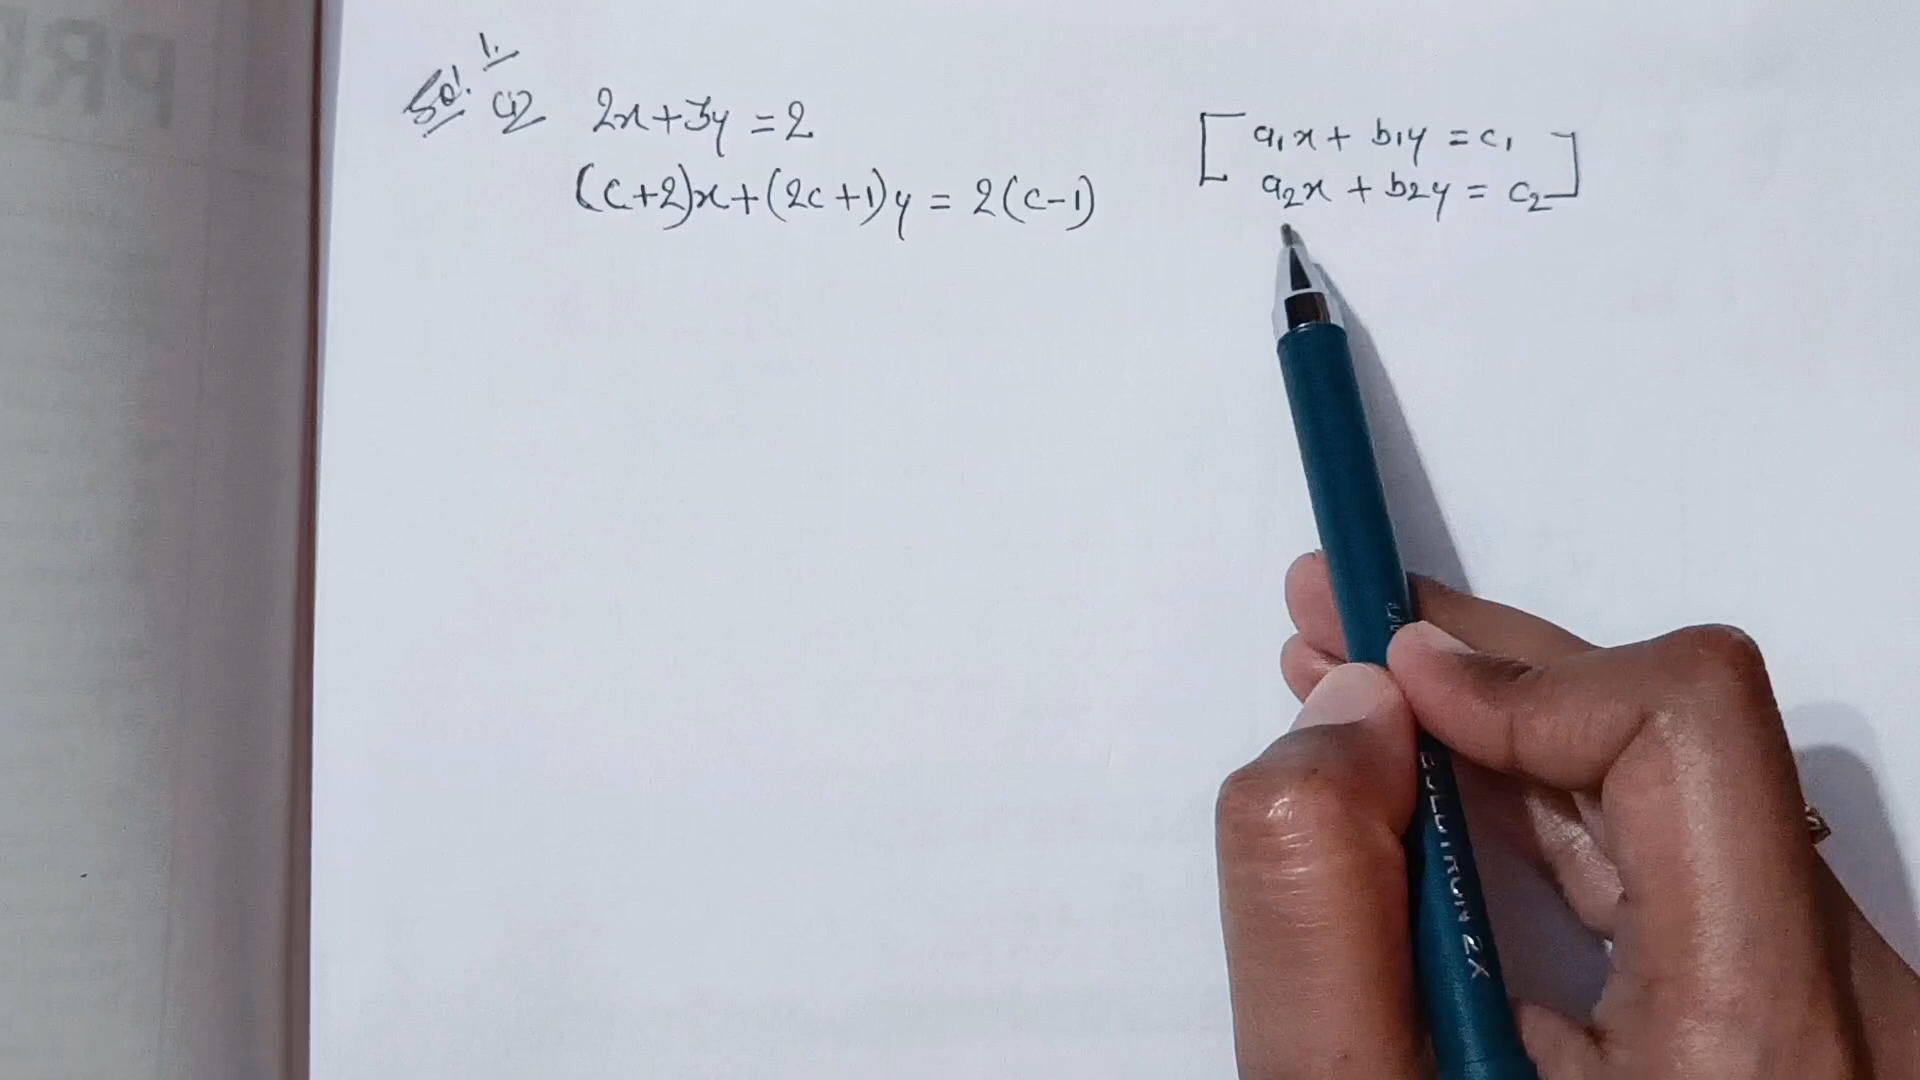 Sol. 1.
(i) 2x+3y = 2
(c+2)x+(2c+1)y = 2(c-1)
[a₁x + b₁y = c₁
a₂x + b₂y = c₂]